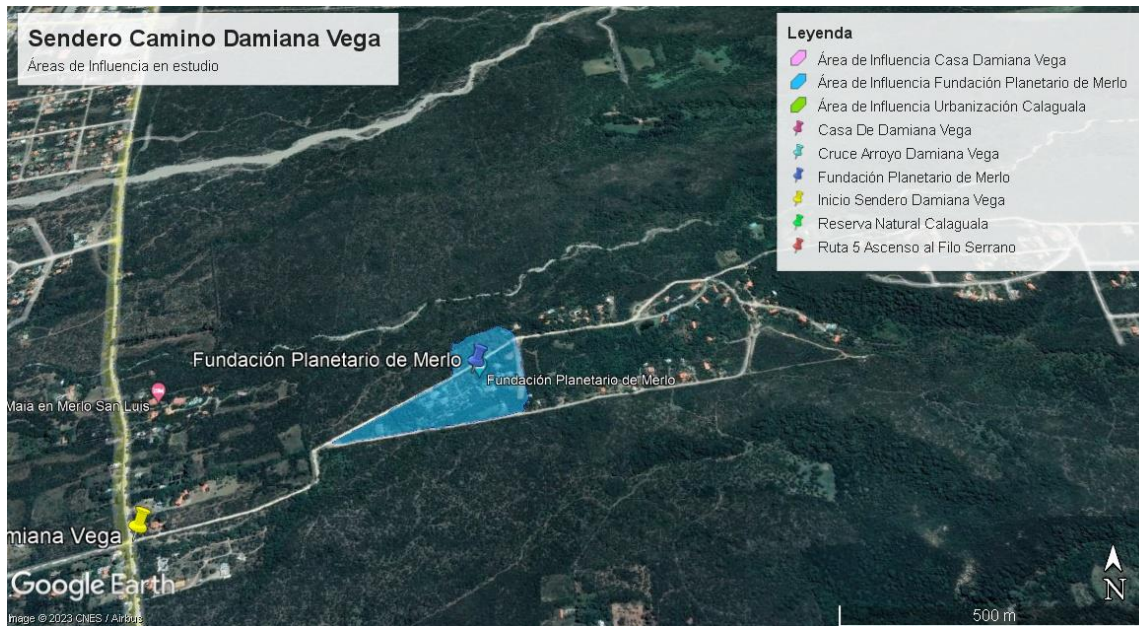 Sendero Camino Damiana Vega
Áreas de Influencia en estudio
Leyenda
Área de Influencia Casa Damiana Vega
Área de Influencia Fundación Planetario de Merlo
Área de Influencia Urbanización Calaguala
Casa De Damiana Vega
Cruce Arroyo Damiana Vega
Fundación Planetario de Merlo
Inicio Sendero Damiana Vega
Reserva Natural Calaguala
Ruta 5 Ascenso al Filo Serrano
Fundación Planetario de Merlo
Fundación Planetario de Merlo
Maia en Merlo San Luis
miana Vega
Google Earth
Image © 2023 CNES / Airbus
500 m
N